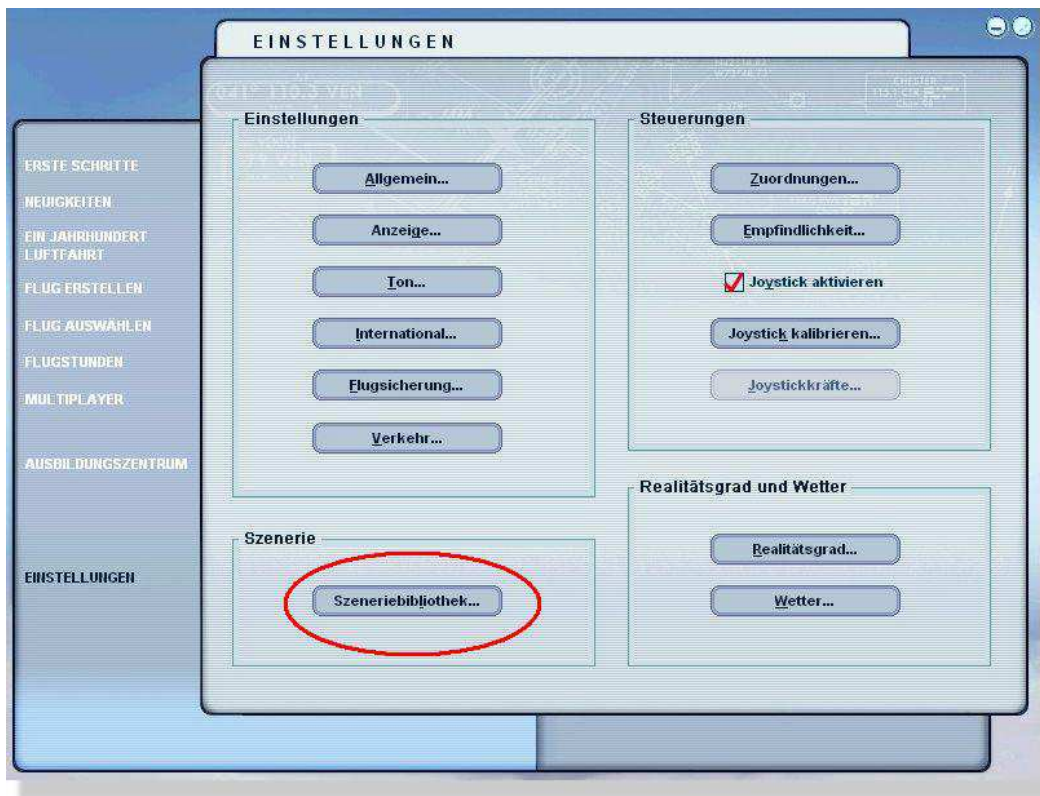 EINSTELLUNGEN
ERSTE SCHRITTE
NEUIGKEITEN
EIN JAHRHUNDERT
LUFTFAHRT
FLUG ERSTELLEN
FLUG AUSWÄHLEN
FLUGSTUNDEN
MULTIPLAYER
AUSBILDUNGSZENTRUM
EINSTELLUNGEN
Einstellungen
Allgemein...
Anzeige...
Ton...
International...
Flugsicherung...
Verkehr...
Szenerie
Szeneriebibliothek...
Steuerungen
Zuordnungen...
Empfindlichkeit...
Joystick aktivieren
Joystick kalibrieren...
Joystickkräfte...
Realitätsgrad und Wetter
Realitätsgrad...
Wetter...